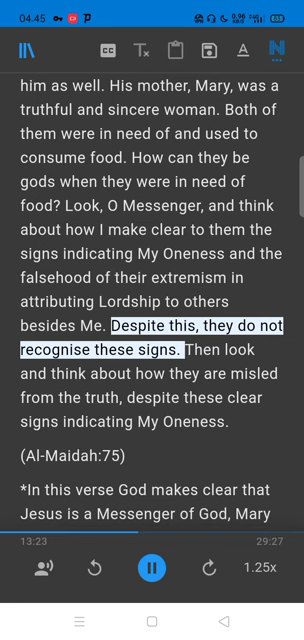 04.45
0.96
KB/S
CC
A
N
him as well. His mother, Mary, was a
truthful and sincere woman. Both of
them were in need of and used to
consume food. How can they be
gods when they were in need of
food? Look, O Messenger, and think
about how I make clear to them the
signs indicating My Oneness and the
falsehood of their extremism in
attributing Lordship to others
besides Me. Despite this, they do not
recognise these signs. Then look
and think about how they are misled
from the truth, despite these clear
signs indicating My Oneness.
(Al-Maidah:75)
*In this verse God makes clear that
Jesus is a Messenger of God, Mary
13:23
29:27
1.25x